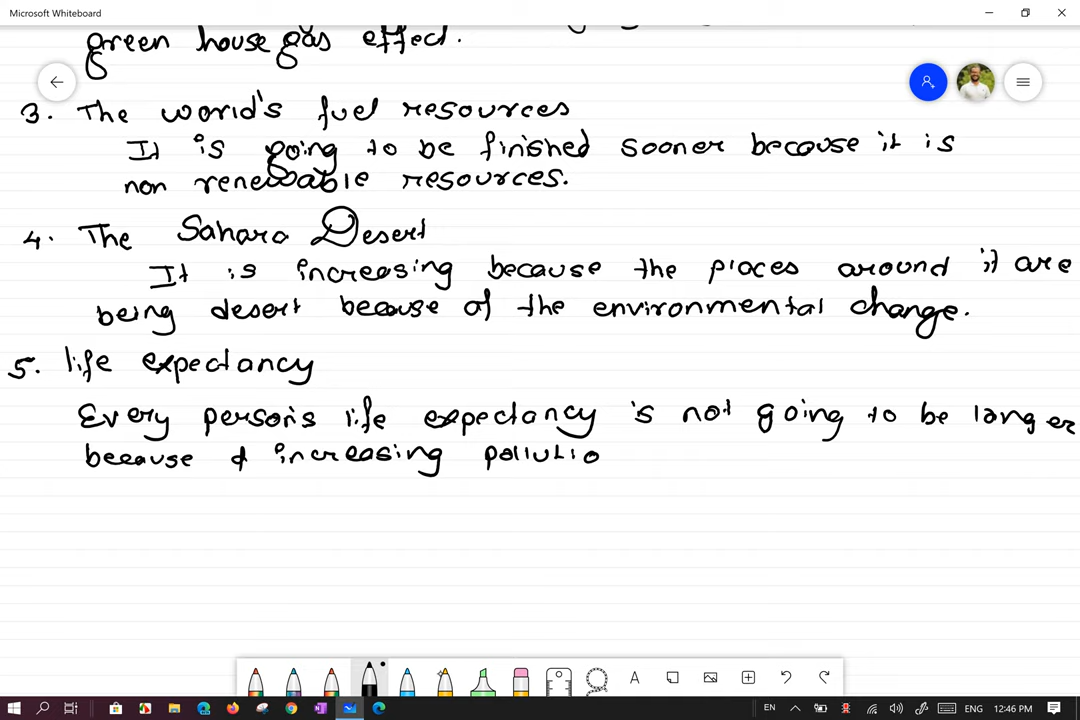 Microsoft Whiteboard
green house gas effect.
3. The world's fuel resources
It is going to be finished sooner because it is
non renewable resources.
4. The Sahara Desert
It is increasing because the places around it are
being desert because of the environmental change.
5. life expectancy
Every person's life expectancy is not going to be longer
because of increasing pollutio
A
EN ENG 12:46 PM